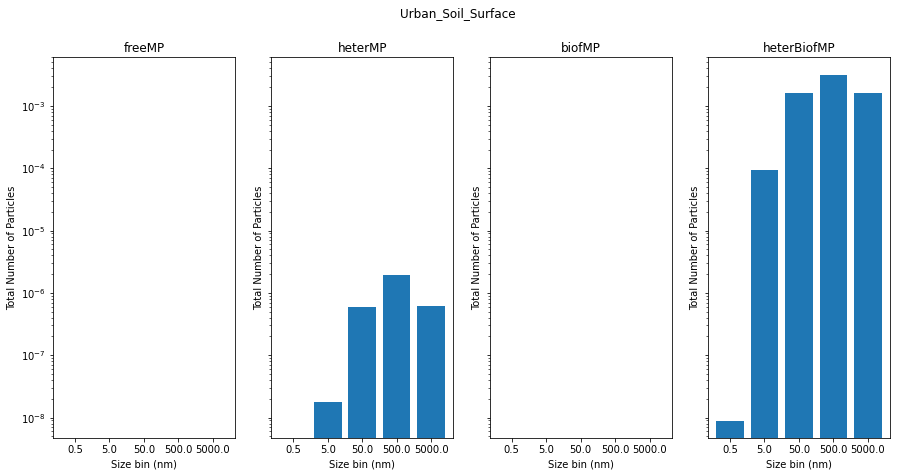 Urban_Soil_Surface
freeMP
heterMP
biofMP
heterBiofMP
Total Number of Particles
10⁻³
10⁻⁴
10⁻⁵
10⁻⁶
10⁻⁷
10⁻⁸
0.5 5.0 50.0 500.0 5000.0
Size bin (nm)
Total Number of Particles
0.5 5.0 50.0 500.0 5000.0
Size bin (nm)
Total Number of Particles
0.5 5.0 50.0 500.0 5000.0
Size bin (nm)
Total Number of Particles
0.5 5.0 50.0 500.0 5000.0
Size bin (nm)